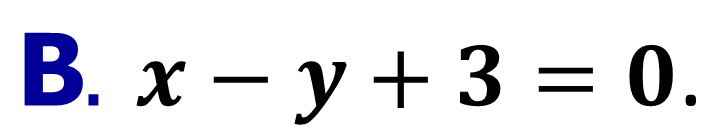 B. x − y + 3 = 0.